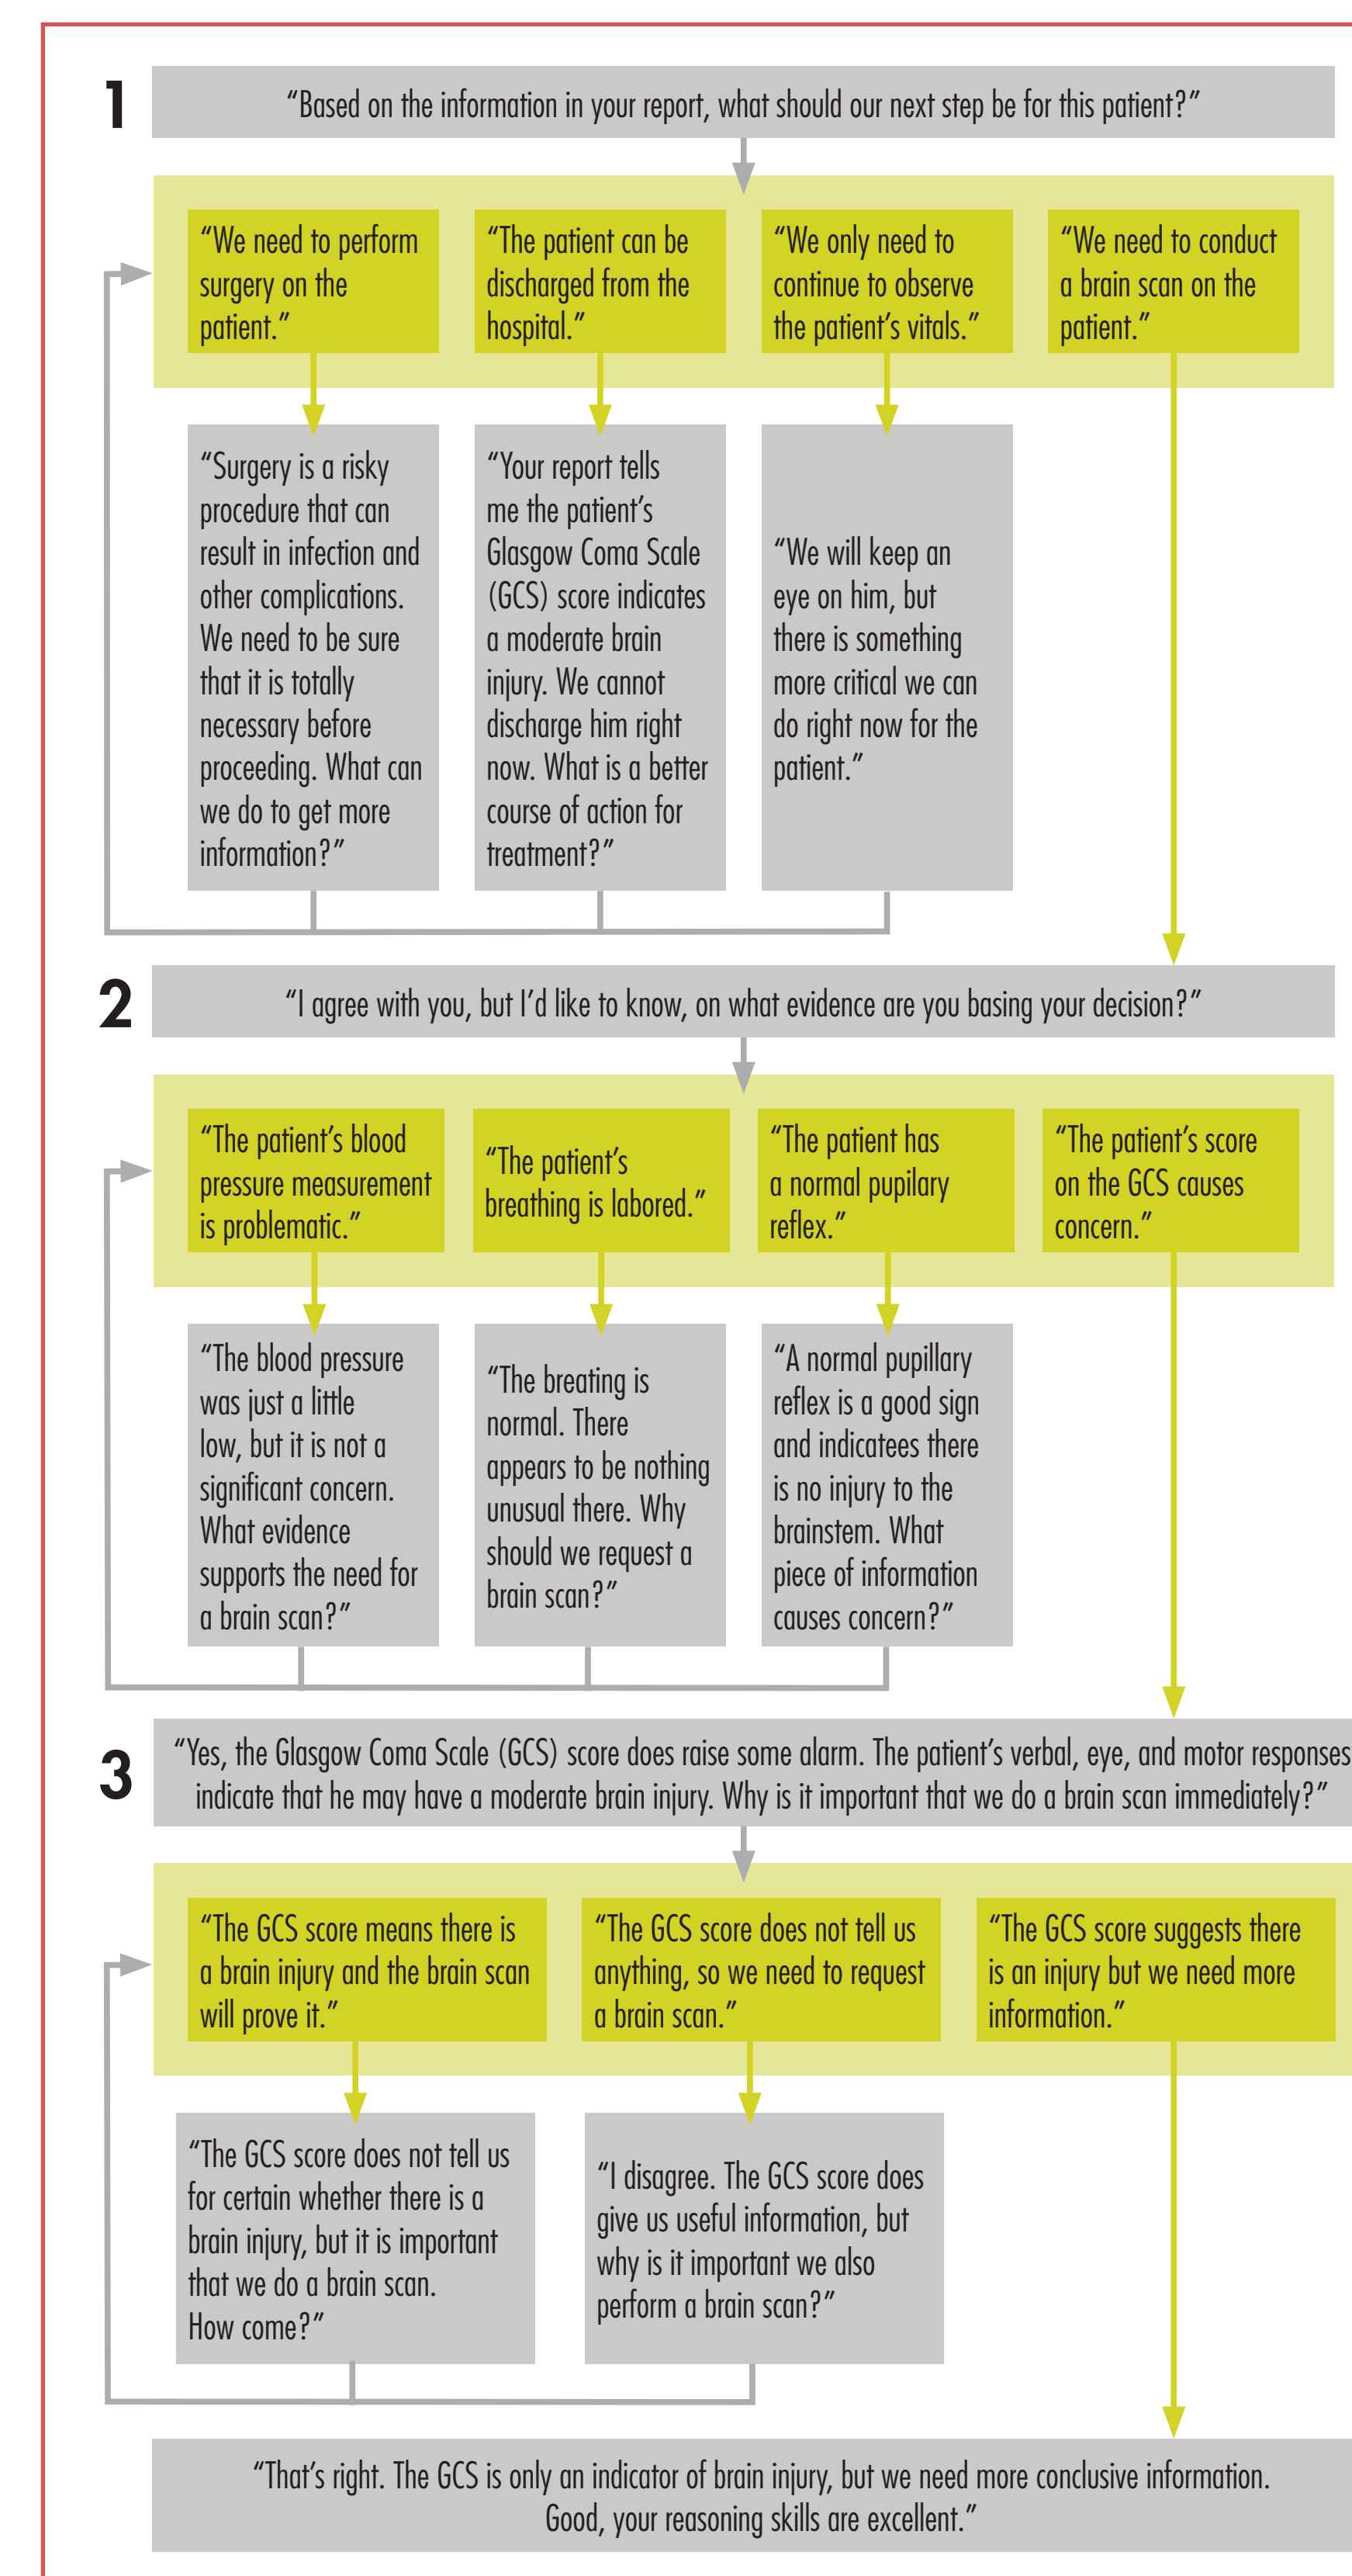 1
“Based on the information in your report, what should our next step be for this patient?”
“We need to perform
surgery on the
patient.”
“The patient can be
discharged from the
hospital.”
“We only need to
continue to observe
the patient’s vitals.”
“We need to conduct
a brain scan on the
patient.”
“Surgery is a risky
procedure that can
result in infection and
other complications.
We need to be sure
that it is totally
necessary before
proceeding. What can
we do to get more
information?”
“Your report tells
me the patient’s
Glasgow Coma Scale
(GCS) score indicates
a moderate brain
injury. We cannot
discharge him right
now. What is a better
course of action for
treatment?”
“We will keep an
eye on him, but
there is something
more critical we can
do right now for the
patient.”
2
“I agree with you, but I’d like to know, on what evidence are you basing your decision?”
“The patient’s blood
pressure measurement
is problematic.”
“The patient’s
breathing is labored.”
“The patient has
a normal pupilary
reflex.”
“The patient’s score
on the GCS causes
concern.”
“The blood pressure
was just a little
low, but it is not a
significant concern.
What evidence
supports the need for
a brain scan?”
“The breating is
normal. There
appears to be nothing
unusual there. Why
should we request a
brain scan?”
“A normal pupillary
reflex is a good sign
and indicatees there
is no injury to the
brainstem. What
piece of information
causes concern?”
3
“Yes, the Glasgow Coma Scale (GCS) score does raise some alarm. The patient’s verbal, eye, and motor responses
indicate that he may have a moderate brain injury. Why is it important that we do a brain scan immediately?”
“The GCS score means there is
a brain injury and the brain scan
will prove it.”
“The GCS score does not tell us
anything, so we need to request
a brain scan.”
“The GCS score suggests there
is an injury but we need more
information.”
“The GCS score does not tell us
for certain whether there is a
brain injury, but it is important
that we do a brain scan.
How come?”
“I disagree. The GCS score does
give us useful information, but
why is it important we also
perform a brain scan?”
“That’s right. The GCS is only an indicator of brain injury, but we need more conclusive information.
Good, your reasoning skills are excellent.”